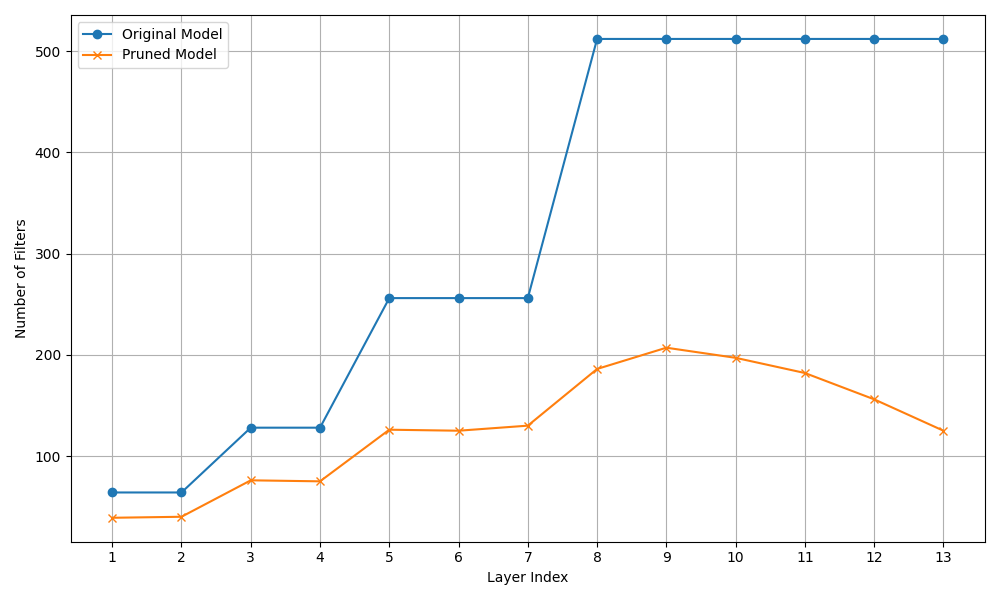 Original Model
Pruned Model
500
400
300
200
100
Number of Filters
1 2 3 4 5 6 7 8 9 10 11 12 13
Layer Index